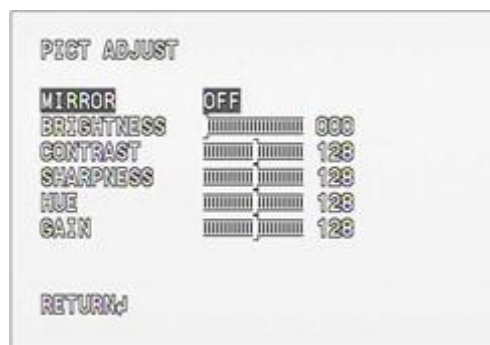 PICT ADJUST
MIRROR OFF
BRIGHTNESS 000
CONTRAST 128
SHARPNESS 128
HUE 128
GAIN 128
RETURN↲